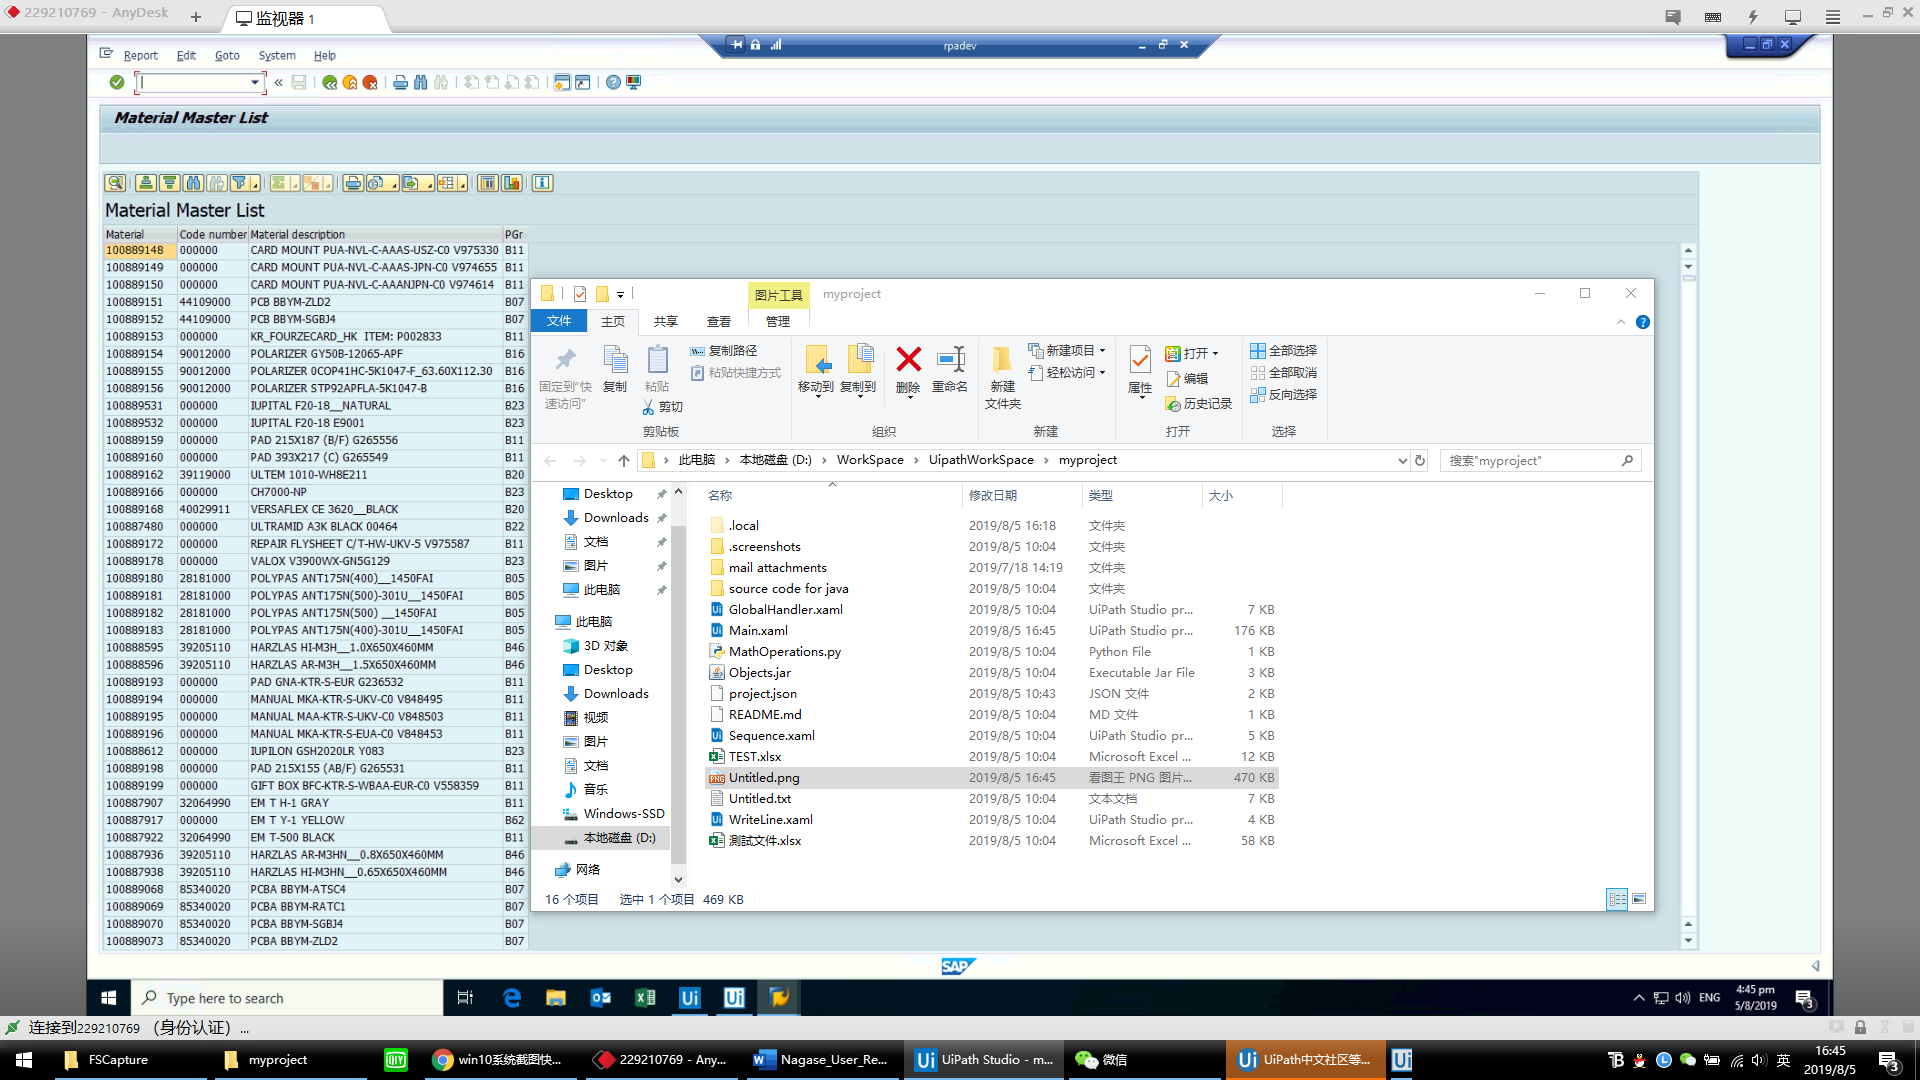 229210769 - AnyDesk
监视器 1
Report Edit Goto System Help
rpadev
Material Master List
Material Master List
Material Code number Material description PGr
100889148 000000 CARD MOUNT PUA-NVL-C-AAAS-USZ-C0 V975330 B11
100889149 000000 CARD MOUNT PUA-NVL-C-AAAS-JPN-C0 V974655 B11
100889150 000000 CARD MOUNT PUA-NVL-C-AAANJPN-C0 V974614 B11
100889151 44109000 PCB BBYM-ZLD2 B07
100889152 44109000 PCB BBYM-SGBJ4 B07
100889153 000000 KR_FOURZECARD_HK ITEM: P002833 B11
100889154 90012000 POLARIZER GY50B-12065-APF B16
100889155 90012000 POLARIZER 0COP41HC-5K1047-F_63.60X112.30 B16
100889156 90012000 POLARIZER STP92APFLA-5K1047-B B16
100889531 000000 IUPITAL F20-18__NATURAL B23
100889532 000000 IUPITAL F20-18 E9001 B23
100889159 000000 PAD 215X187 (B/F) G265556 B11
100889160 000000 PAD 393X217 (C) G265549 B11
100889162 39119000 ULTEM 1010-WH8E211 B20
100889166 000000 CH7000-NP B23
100889168 40029911 VERSAFLEX CE 3620__BLACK B20
100887480 000000 ULTRAMID A3K BLACK 00464 B22
100889172 000000 REPAIR FLYSHEET C/T-HW-UKV-5 V975587 B11
100889178 000000 VALOX V3900WX-GN5G129 B23
100889180 28181000 POLYPAS ANT175N(400)__1450FAI B05
100889181 28181000 POLYPAS ANT175N(500)-301U__1450FAI B05
100889182 28181000 POLYPAS ANT175N(500) __1450FAI B05
100889183 28181000 POLYPAS ANT175N(400)-301U__1450FAI B05
100888595 39205110 HARZLAS HI-M3H__1.0X650X460MM B46
100888596 39205110 HARZLAS AR-M3H__1.5X650X460MM B46
100889193 000000 PAD GNA-KTR-S-EUR G236532 B11
100889194 000000 MANUAL MKA-KTR-S-UKV-C0 V848495 B11
100889195 000000 MANUAL MAA-KTR-S-UKV-C0 V848503 B11
100889196 000000 MANUAL MKA-KTR-S-EUA-C0 V848453 B11
100888612 000000 IUPILON GSH2020LR Y083 B23
100889198 000000 PAD 215X155 (AB/F) G265531 B11
100889199 000000 GIFT BOX BFC-KTR-S-WBAA-EUR-C0 V558359 B11
100887907 32064990 EM T H-1 GRAY B11
100887917 000000 EM T Y-1 YELLOW B62
100887922 32064990 EM T-500 BLACK B11
100887936 39205110 HARZLAS AR-M3HN__0.8X650X460MM B46
100887938 39205110 HARZLAS HI-M3HN__0.65X650X460MM B46
100889068 85340020 PCBA BBYM-ATSC4 B07
100889069 85340020 PCBA BBYM-RATC1 B07
100889070 85340020 PCBA BBYM-SGBJ4 B07
100889073 85340020 PCBA BBYM-ZLD2 B07
图片工具 myproject
文件 主页 共享 查看 管理
固定到"快速访问" 复制 粘贴 复制路径 粘贴快捷方式 剪切
移动到 复制到 删除 重命名
新建文件夹 新建项目 轻松访问
属性 打开 编辑 历史记录
全部选择 全部取消 反向选择
剪贴板 组织 新建 打开 选择
此电脑 本地磁盘 (D:) WorkSpace UipathWorkSpace myproject
搜索"myproject"
Desktop
Downloads
文档
图片
此电脑
此电脑
3D 对象
Desktop
Downloads
视频
图片
文档
音乐
Windows-SSD
本地磁盘 (D:)
网络
名称 修改日期 类型 大小
.local 2019/8/5 16:18 文件夹
.screenshots 2019/8/5 10:04 文件夹
mail attachments 2019/7/18 14:19 文件夹
source code for java 2019/8/5 10:04 文件夹
GlobalHandler.xaml 2019/8/5 10:04 UiPath Studio pr... 7 KB
Main.xaml 2019/8/5 16:45 UiPath Studio pr... 176 KB
MathOperations.py 2019/8/5 10:04 Python File 1 KB
Objects.jar 2019/8/5 10:04 Executable Jar File 3 KB
project.json 2019/8/5 10:43 JSON 文件 2 KB
README.md 2019/8/5 10:04 MD 文件 1 KB
Sequence.xaml 2019/8/5 10:04 UiPath Studio pr... 5 KB
TEST.xlsx 2019/8/5 10:04 Microsoft Excel ... 12 KB
Untitled.png 2019/8/5 16:45 看图王 PNG 图片... 470 KB
Untitled.txt 2019/8/5 10:04 文本文档 7 KB
WriteLine.xaml 2019/8/5 10:04 UiPath Studio pr... 4 KB
測試文件.xlsx 2019/8/5 10:04 Microsoft Excel ... 58 KB
16 个项目 选中 1 个项目 469 KB
SAP
Type here to search
ENG 4:45 pm 5/8/2019 3
连接到229210769 （身份认证） ...
FSCapture
myproject
win10系统截图快...
229210769 - Any...
Nagase_User_Re...
UiPath Studio - m...
微信
UiPath中文社区等...
英 16:45 2019/8/5 3